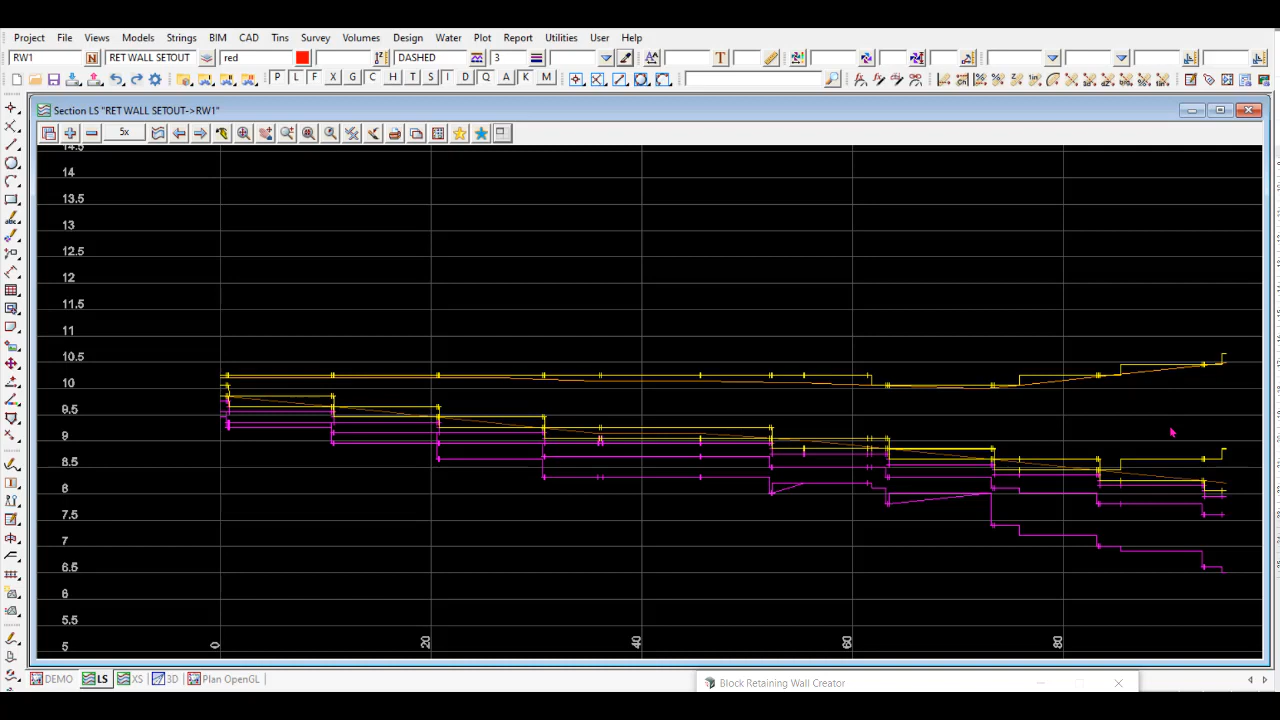 Project File Views Models Strings BIM CAD Tins Survey Volumes Design Water Plot Report Utilities User Help
RW1 N RET WALL SETOUT red DASHED 3 T
P L F X G C H T S I D Q A K M
Section LS "RET WALL SETOUT->RW1"
5x
14.5
14
13.5
13
12.5
12
11.5
11
10.5
10
9.5
9
8.5
8
7.5
7
6.5
6
5.5
5
0 20 40 60 80
DEMO LS XS 3D Plan OpenGL
Block Retaining Wall Creator